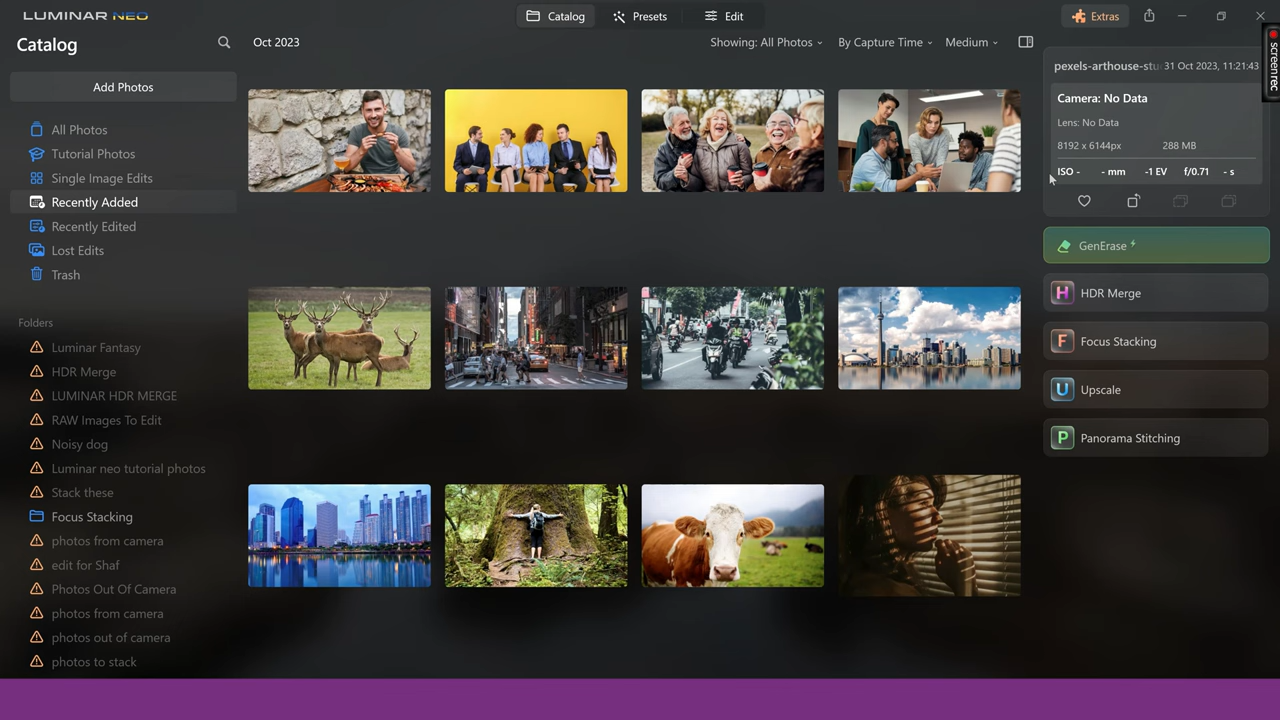 LUMINAR NEO
Catalog
Presets
Edit
Extras
Catalog
Oct 2023
Showing: All Photos
By Capture Time
Medium
Add Photos
All Photos
Tutorial Photos
Single Image Edits
Recently Added
Recently Edited
Lost Edits
Trash
Folders
Luminar Fantasy
HDR Merge
LUMINAR HDR MERGE
RAW Images To Edit
Noisy dog
Luminar neo tutorial photos
Stack these
Focus Stacking
photos from camera
edit for Shaf
Photos Out Of Camera
photos from camera
photos out of camera
photos to stack
pexels-arthouse-stu 31 Oct 2023, 11:21:43
Camera: No Data
Lens: No Data
8192 x 6144px 288 MB
ISO - - mm -1 EV f/0.71 - s
GenErase
H HDR Merge
F Focus Stacking
U Upscale
P Panorama Stitching
screenrec